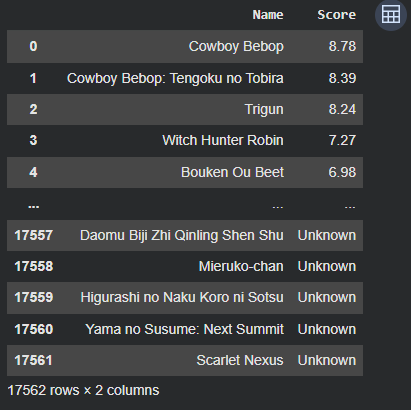 Name Score
0 Cowboy Bebop 8.78
1 Cowboy Bebop: Tengoku no Tobira 8.39
2 Trigun 8.24
3 Witch Hunter Robin 7.27
4 Bouken Ou Beet 6.98
... ... ...
17557 Daomu Biji Zhi Qinling Shen Shu Unknown
17558 Mieruko-chan Unknown
17559 Higurashi no Naku Koro ni Sotsu Unknown
17560 Yama no Susume: Next Summit Unknown
17561 Scarlet Nexus Unknown
17562 rows × 2 columns